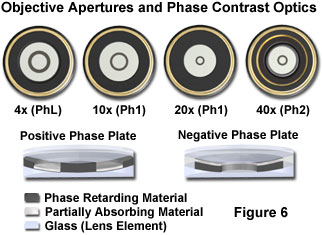 Objective Apertures and Phase Contrast Optics
4x (PhL) 10x (Ph1) 20x (Ph1) 40x (Ph2)
Positive Phase Plate Negative Phase Plate
Phase Retarding Material
Partially Absorbing Material
Glass (Lens Element)
Figure 6